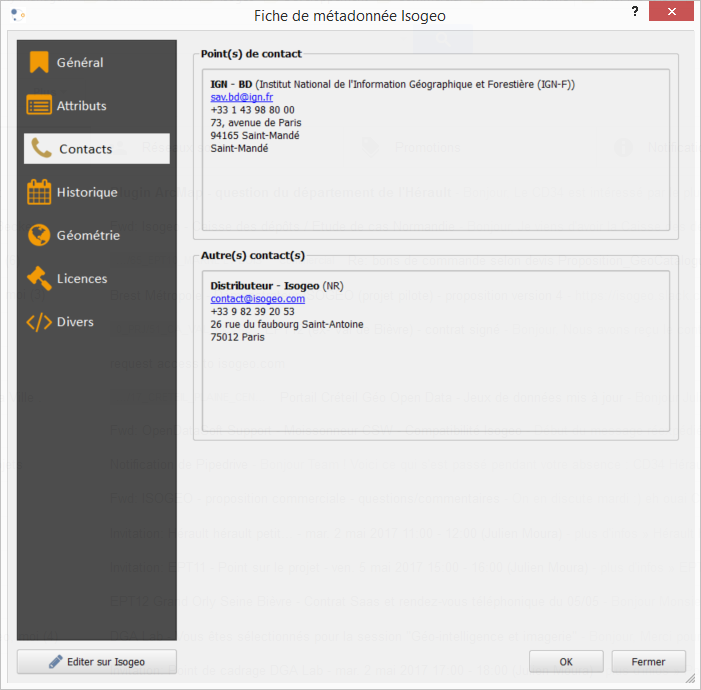 Fiche de métadonnée Isogeo
?
Général
Attributs
Contacts
Historique
Géométrie
Licences
Divers
Editer sur Isogeo
Point(s) de contact
IGN - BD (Institut National de l'Information Géographique et Forestière (IGN-F))
sav.bd@ign.fr
+33 1 43 98 80 00
73, avenue de Paris
94165 Saint-Mandé
Saint-Mandé
Autre(s) contact(s)
Distributeur - Isogeo (NR)
contact@isogeo.com
+33 9 82 39 20 53
26 rue du faubourg Saint-Antoine
75012 Paris
OK
Fermer